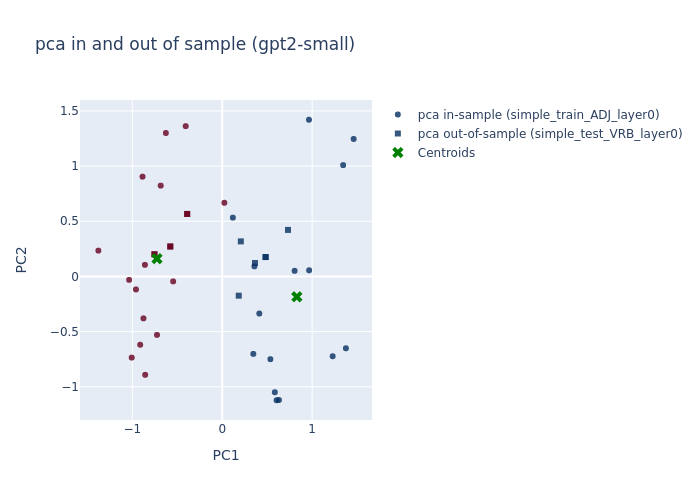 pca in and out of sample (gpt2-small)
pca in-sample (simple_train_ADJ_layer0)
pca out-of-sample (simple_test_VRB_layer0)
Centroids
1.5
1
0.5
0
−0.5
−1
PC2
−1
0
1
PC1